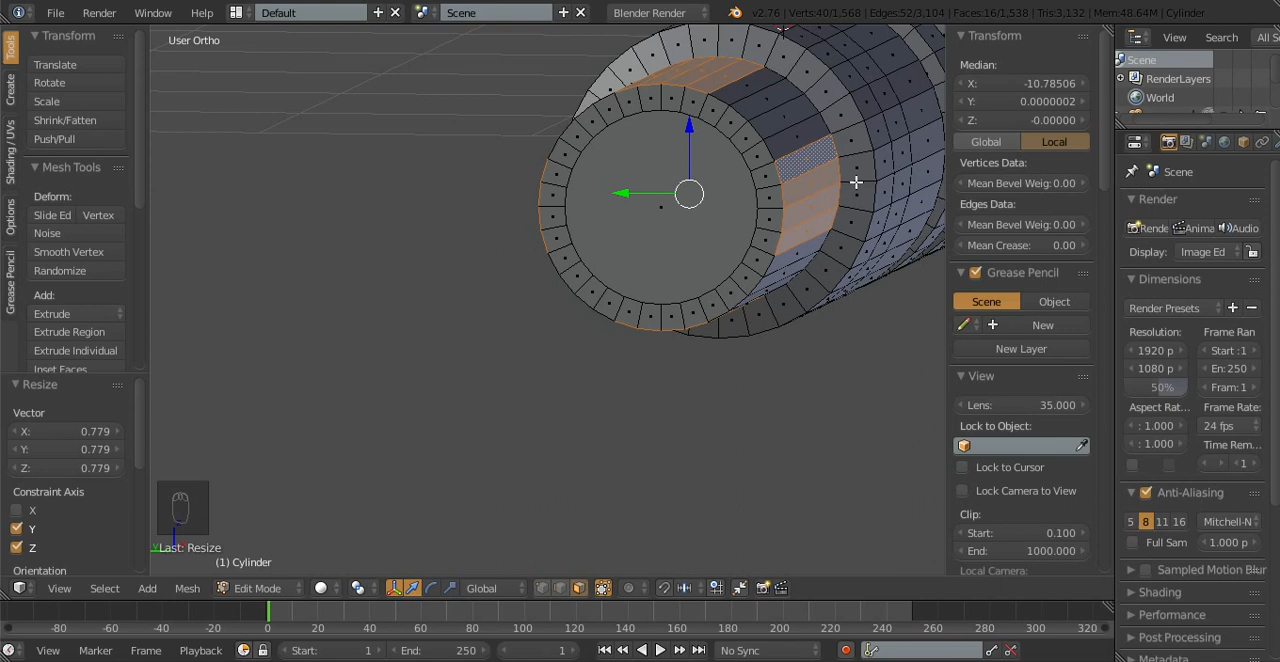 File Render Window Help Default Scene Blender Render v2.76 | Verts:40/1,568 | Edges:52/3,104 | Faces:16/1,538 | Tris:3,132 | Mem:48.64M | Cylinder
Tools
Create
Shading / UVs
Options
Grease Pencil
Transform
Translate
Rotate
Scale
Shrink/Fatten
Push/Pull
Mesh Tools
Deform:
Slide Ed Vertex
Noise
Smooth Vertex
Randomize
Add:
Extrude
Extrude Region
Extrude Individual
Inset Faces
Resize
Vector
X: 0.779
Y: 0.779
Z: 0.779
Constraint Axis
X
Y
Z
Orientation
User Ortho
Last: Resize
(1) Cylinder
Transform
Median:
X: -10.78506
Y: 0.0000002
Z: -0.00000
Global Local
Vertices Data:
Mean Bevel Weig: 0.00
Edges Data:
Mean Bevel Weig: 0.00
Mean Crease: 0.00
Grease Pencil
Scene Object
New
New Layer
View
Lens: 35.000
Lock to Object:
Lock to Cursor
Lock Camera to View
Clip:
Start: 0.100
End: 1000.000
Local Camera:
View Search All S
Scene
RenderLayers
World
Scene
Render
Rende Anima Audio
Display: Image Ed
Dimensions
Render Presets
Resolution: Frame Ran
1920 p Start :1
1080 p En: 250
50% Fram: 1
Aspect Rat... Frame Rate:
: 1.000 24 fps
: 1.000 Time Rem...
1
Anti-Aliasing
5 8 11 16 Mitchell-N
Full Sam 1.000 p
Sampled Motion Blur
Shading
Performance
Post Processing
Metadata
View Select Add Mesh Edit Mode Global
-80 -60 -40 -20 0 20 40 60 80 100 120 140 160 180 200 220 240 260 280 300 320
View Marker Frame Playback Start: 1 End: 250 1 No Sync